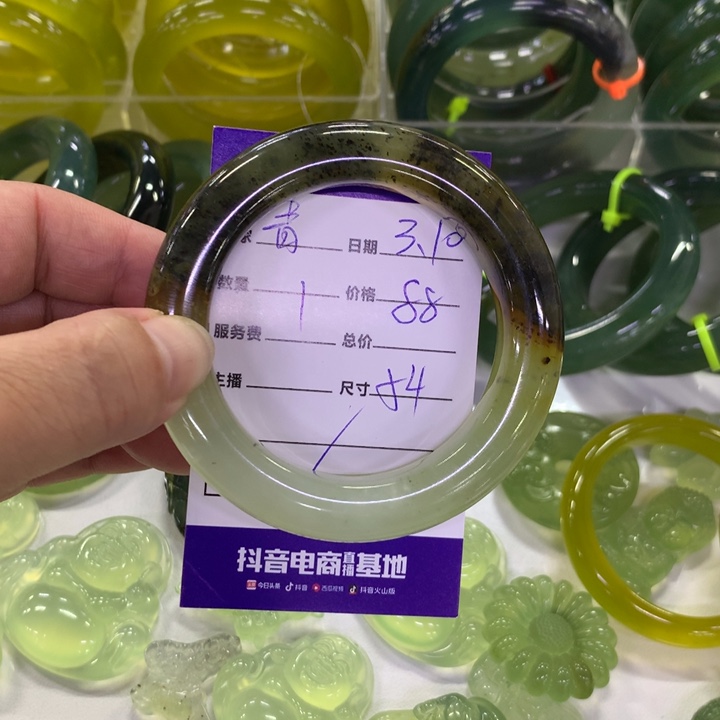 青 日期 3.18
数量 1 价格 88
服务费 总价
主播 尺寸 54
抖音电商直播基地
今日头条 抖音 西瓜视频 抖音火山版